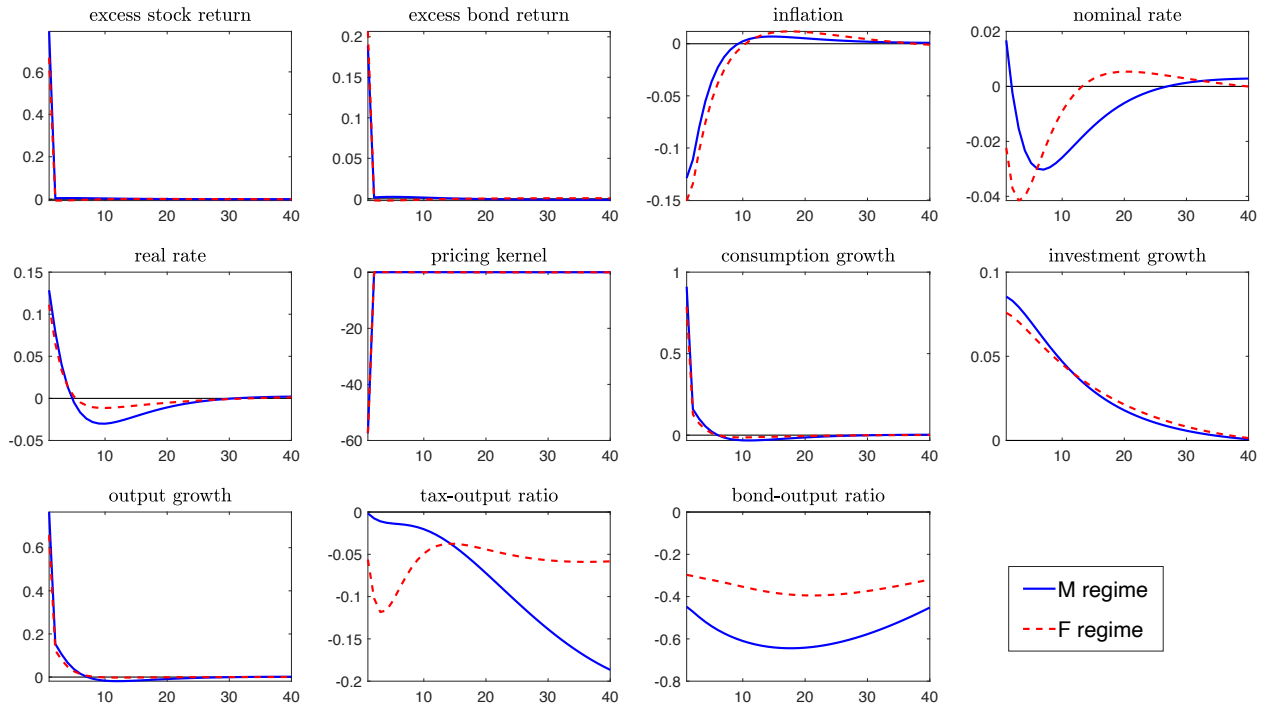 excess stock return
0.6
0.4
0.2
0
10 20 30 40
excess bond return
0.2
0.15
0.1
0.05
0
10 20 30 40
inflation
0
-0.05
-0.1
-0.15
10 20 30 40
nominal rate
0.02
0
-0.02
-0.04
10 20 30 40
real rate
0.15
0.1
0.05
0
-0.05
10 20 30 40
pricing kernel
0
-20
-40
-60
10 20 30 40
consumption growth
1
0.5
0
10 20 30 40
investment growth
0.1
0.05
0
10 20 30 40
output growth
0.6
0.4
0.2
0
10 20 30 40
tax-output ratio
0
-0.05
-0.1
-0.15
-0.2
10 20 30 40
bond-output ratio
0
-0.2
-0.4
-0.6
-0.8
10 20 30 40
M regime
F regime